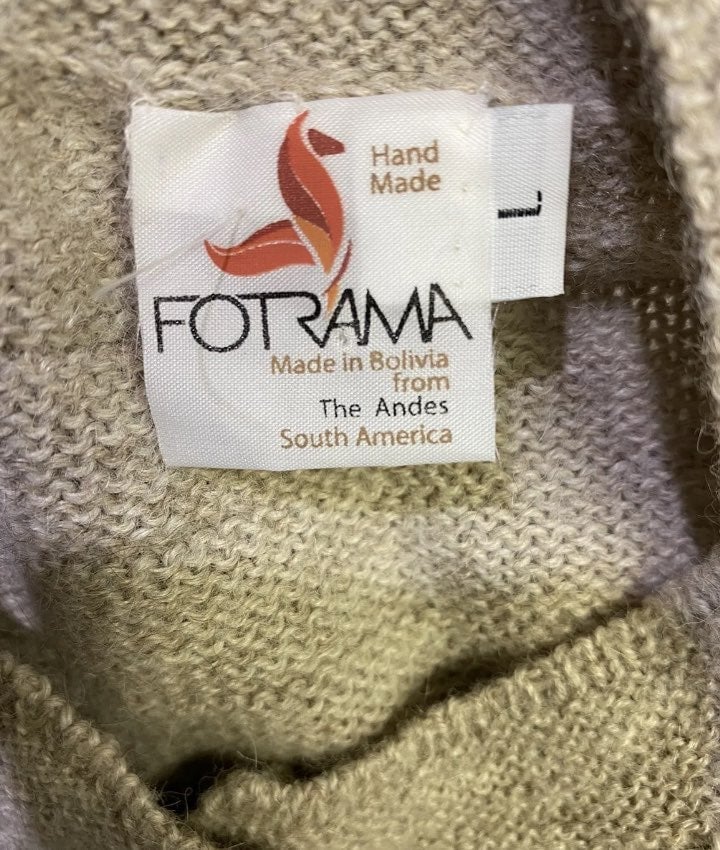 Hand
Made
L
FOTRAMA
Made in Bolivia
from
The Andes
South America